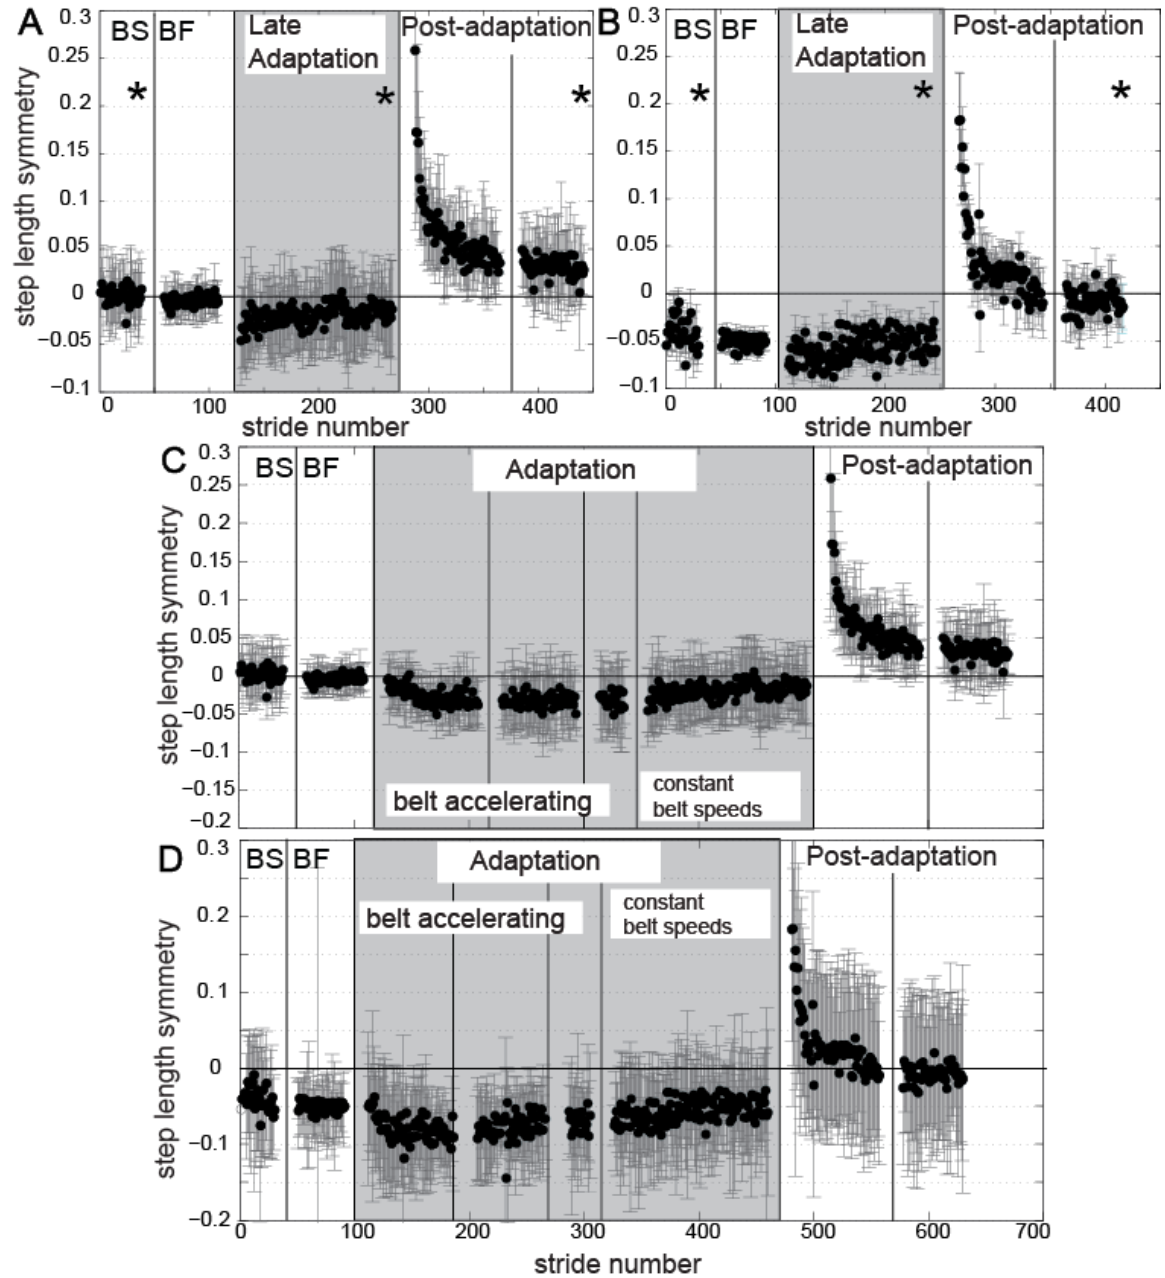 A
BS
BF
Late
Adaptation
Post-adaptation
*
*
*
0.3
0.25
0.2
0.15
0.1
0.05
0
−0.05
−0.1
step length symmetry
0
100
200
300
400
stride number
B
BS
BF
Late
Adaptation
Post-adaptation
*
*
*
0.3
0.25
0.2
0.15
0.1
0.05
0
−0.05
−0.1
0
100
200
300
400
stride number
C
BS
BF
Adaptation
Post-adaptation
0.3
0.25
0.2
0.15
0.1
0.05
0
−0.05
−0.1
−0.15
−0.2
step length symmetry
belt accelerating
constant
belt speeds
D
BS
BF
Adaptation
Post-adaptation
belt accelerating
constant
belt speeds
0.3
0.2
0.1
0
−0.1
−0.2
step length symmetry
0
100
200
300
400
500
600
700
stride number